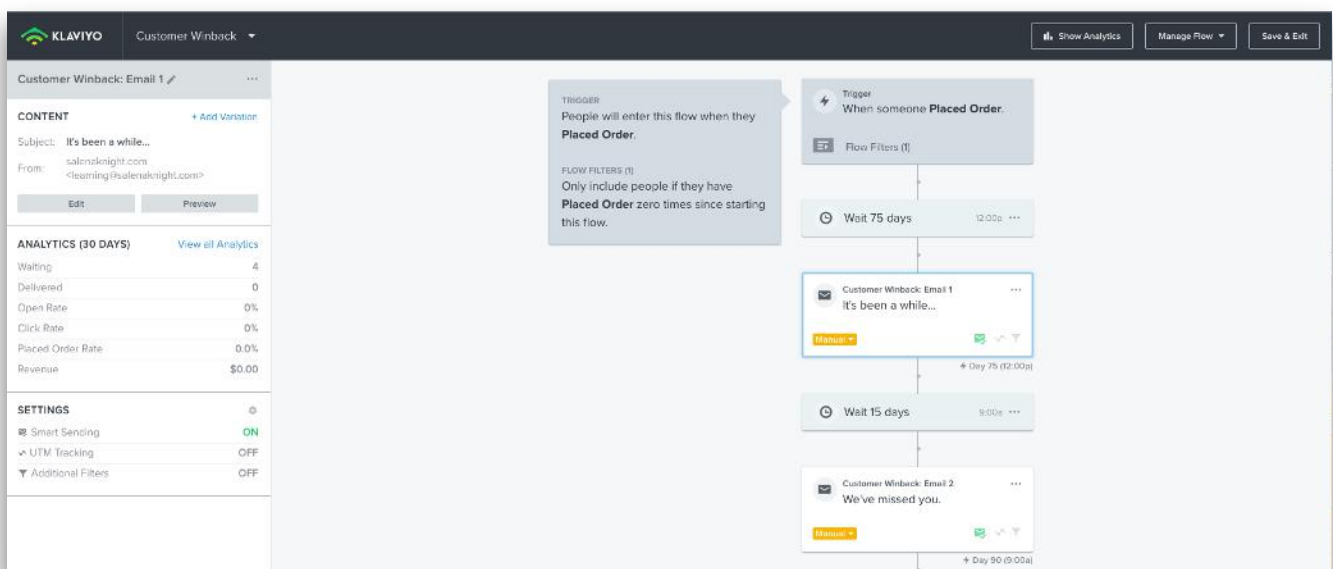 KLAVIYO
Customer Winback
Show Analytics
Manage Flow
Save & Exit
Customer Winback: Email 1
CONTENT
+ Add Variation
Subject: It's been a while...
From: salenaknight.com
<learning@salenaknight.com>
Edit
Preview
ANALYTICS (30 DAYS)
View all Analytics
Waiting 4
Delivered 0
Open Rate 0%
Click Rate 0%
Placed Order Rate 0.0%
Revenue $0.00
SETTINGS
Smart Sending ON
UTM Tracking OFF
Additional Filters OFF
TRIGGER
People will enter this flow when they
Placed Order.
FLOW FILTERS (1)
Only include people if they have
Placed Order zero times since starting
this flow.
Trigger
When someone Placed Order.
Flow Filters (1)
Wait 75 days 12:00p
Customer Winback: Email 1
It's been a while...
Manual
Day 75 (12:00p)
Wait 15 days 9:00a
Customer Winback: Email 2
We've missed you.
Manual
Day 90 (9:00a)